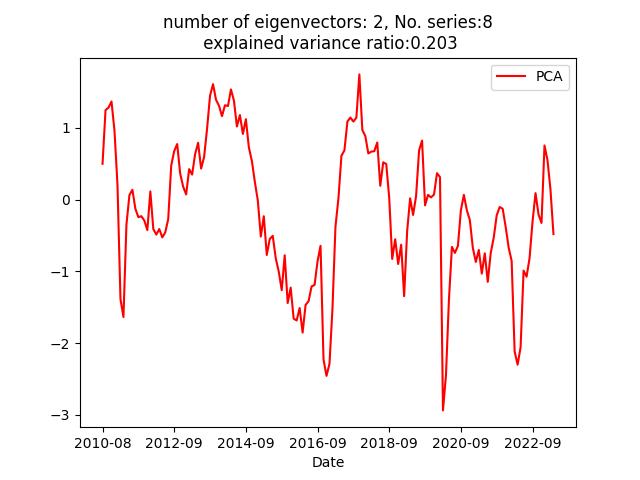 number of eigenvectors: 2, No. series:8
explained variance ratio:0.203
PCA
1
0
−1
−2
−3
2010-08 2012-09 2014-09 2016-09 2018-09 2020-09 2022-09
Date